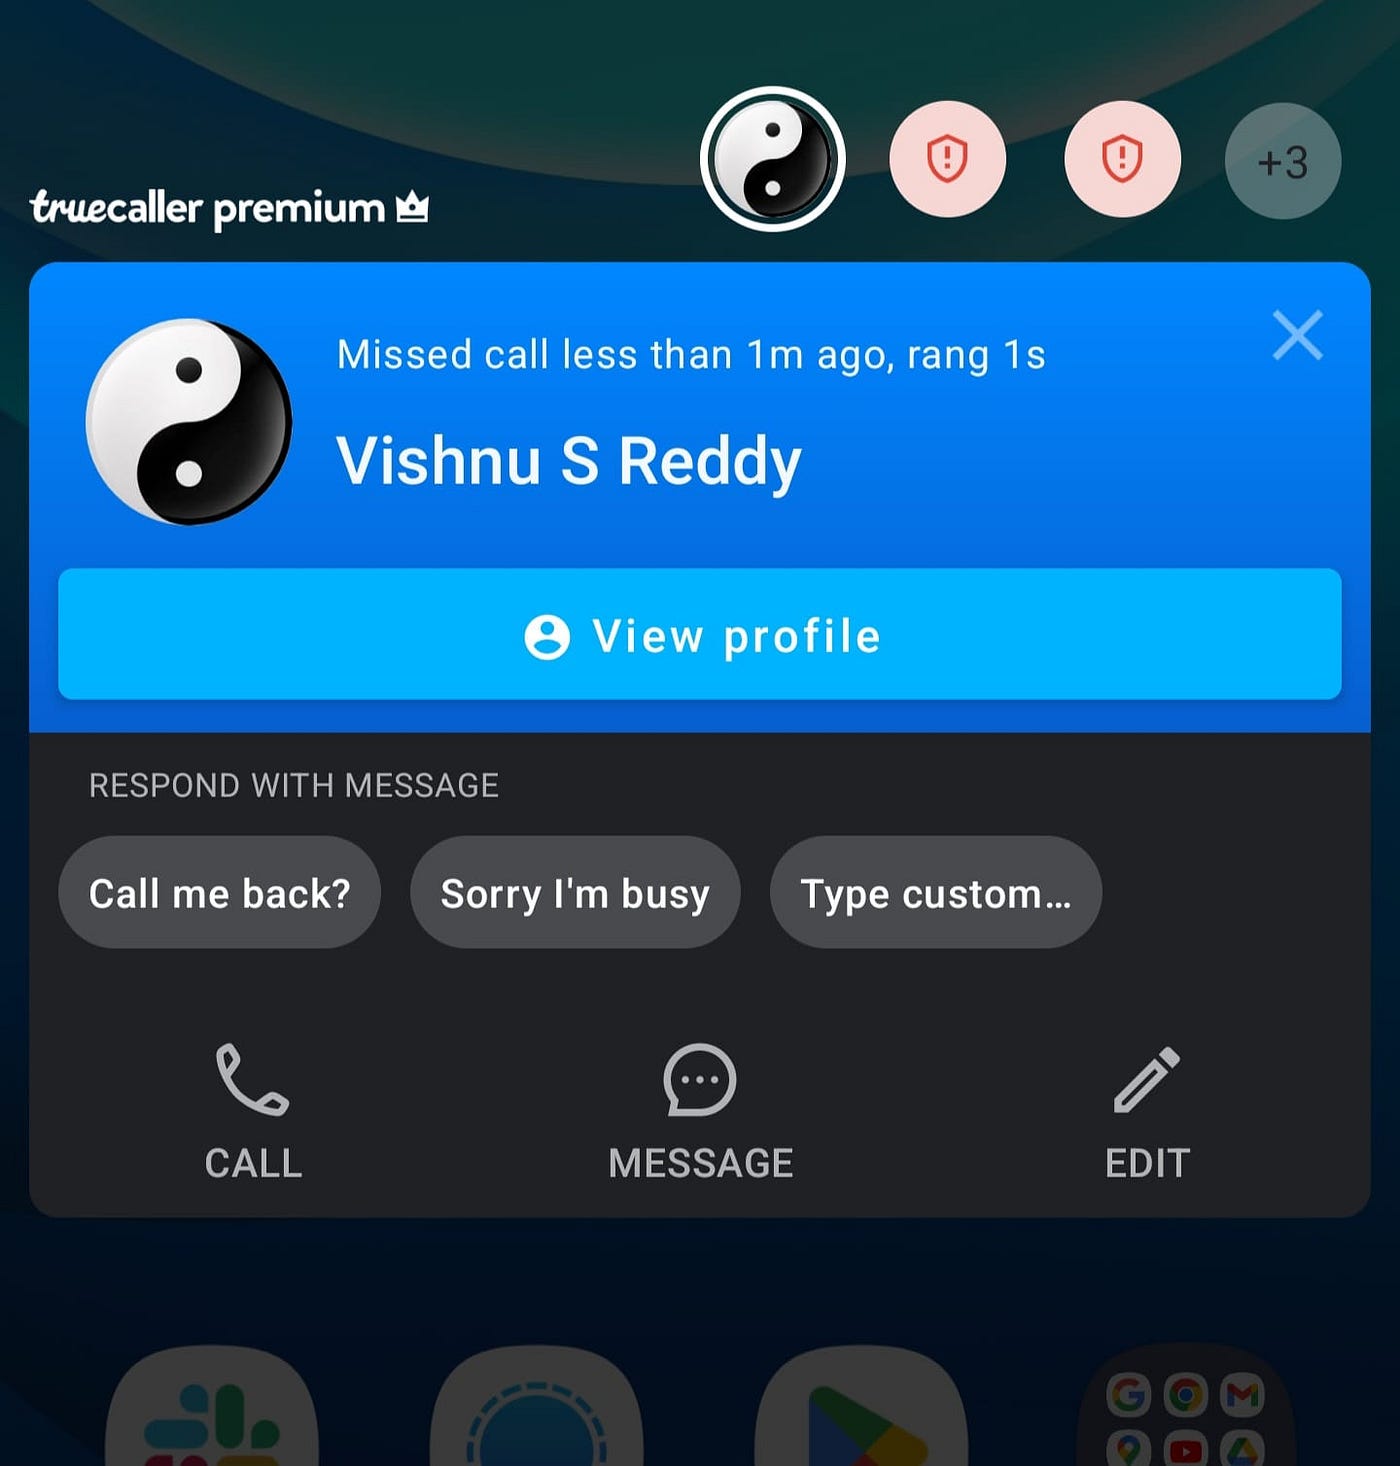 +3
truecaller premium
Missed call less than 1m ago, rang 1s
Vishnu S Reddy
View profile
RESPOND WITH MESSAGE
Call me back?
Sorry I'm busy
Type custom...
CALL
MESSAGE
EDIT